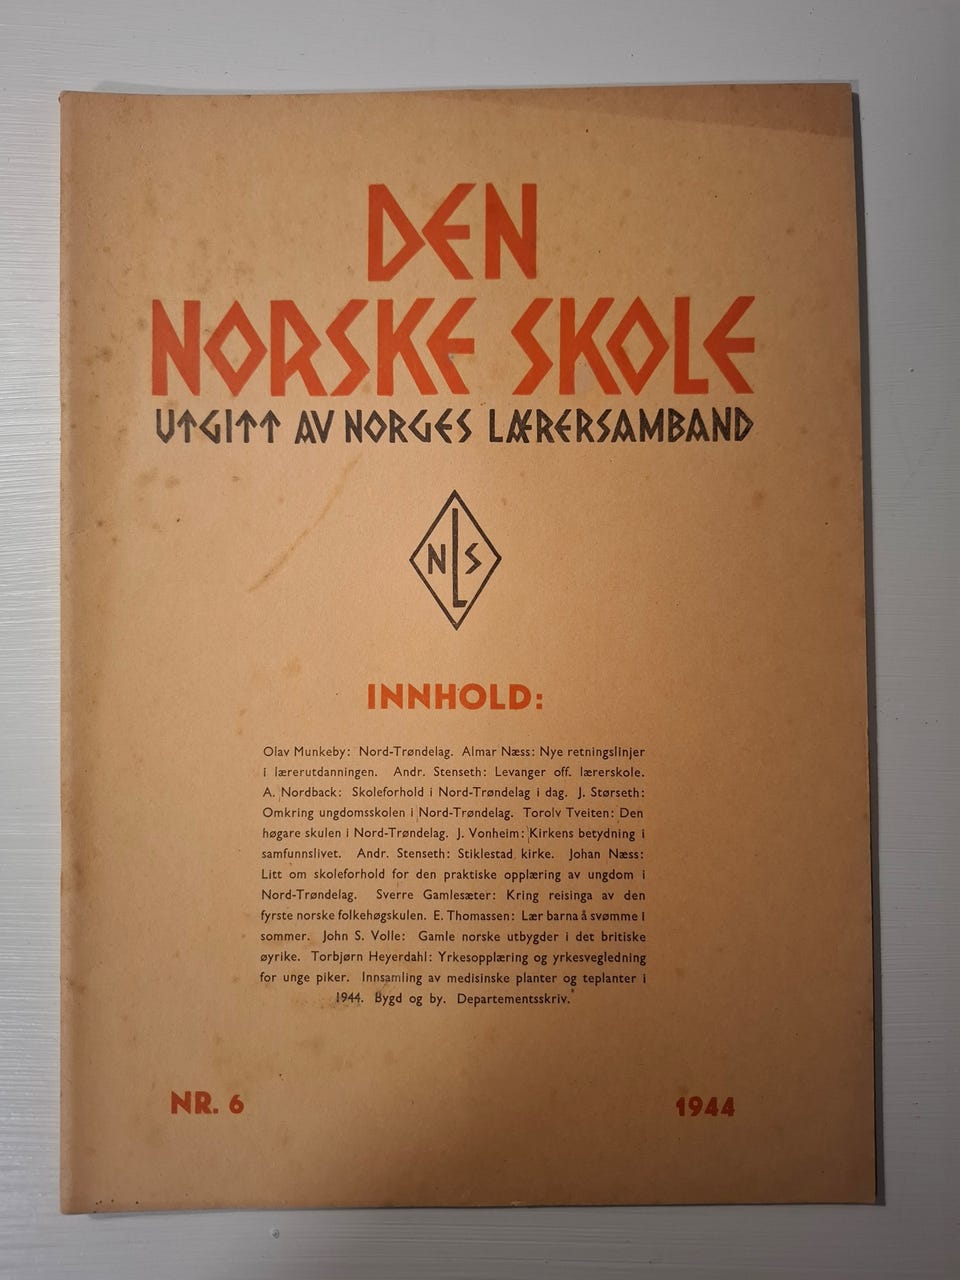 DEN
NORSKE SKOLE
UTGITT AV NORGES LÆRERSAMBAND
NLS
INNHOLD:
Olav Munkeby: Nord-Trøndelag. Almar Næss: Nye retningslinjer
i lærerutdanningen. Andr. Stenseth: Levanger off. lærerskole.
A. Nordback: Skoleforhold i Nord-Trøndelag i dag. J. Størseth:
Omkring ungdomsskolen i Nord-Trøndelag. Torolv Tveiten: Den
høgare skulen i Nord-Trøndelag. J. Vonheim: Kirkens betydning i
samfunnslivet. Andr. Stenseth: Stiklestad kirke. Johan Næss:
Litt om skoleforhold for den praktiske opplæring av ungdom i
Nord-Trøndelag. Sverre Gamlesæter: Kring reisinga av den
fyrste norske folkehøgskulen. E. Thomassen: Lær barna å svømme i
sommer. John S. Volle: Gamle norske utbygder i det britiske
øyrike. Torbjørn Heyerdahl: Yrkesopplæring og yrkesvegledning
for unge piker. Innsamling av medisinske planter og teplanter i
1944. Bygd og by. Departementsskriv.
NR. 6 1944